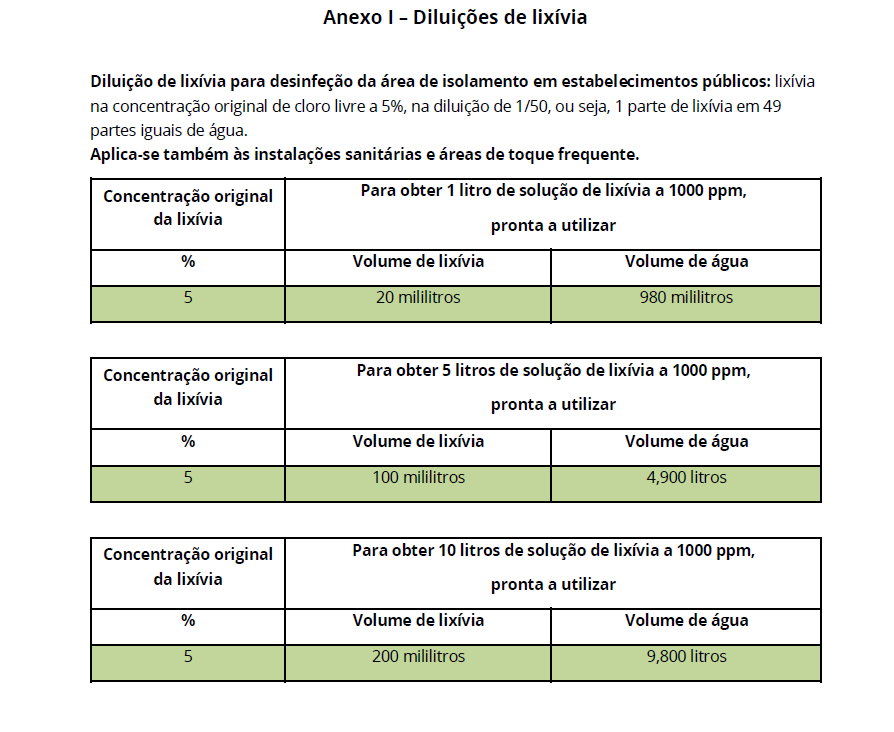 Anexo I – Diluições de lixívia
Diluição de lixívia para desinfeção da área de isolamento em estabelecimentos públicos: lixívia
na concentração original de cloro livre a 5%, na diluição de 1/50, ou seja, 1 parte de lixívia em 49
partes iguais de água.
Aplica-se também às instalações sanitárias e áreas de toque frequente.
Concentração original
da lixívia
Para obter 1 litro de solução de lixívia a 1000 ppm,
pronta a utilizar
% Volume de lixívia Volume de água
5 20 mililitros 980 mililitros
Concentração original
da lixívia
Para obter 5 litros de solução de lixívia a 1000 ppm,
pronta a utilizar
% Volume de lixívia Volume de água
5 100 mililitros 4,900 litros
Concentração original
da lixívia
Para obter 10 litros de solução de lixívia a 1000 ppm,
pronta a utilizar
% Volume de lixívia Volume de água
5 200 mililitros 9,800 litros